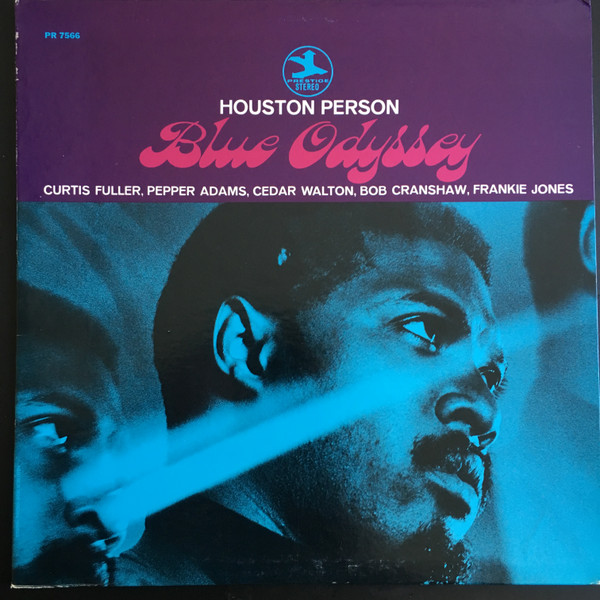 PR 7566
PRESTIGE
STEREO
HOUSTON PERSON
Blue Odyssey
CURTIS FULLER, PEPPER ADAMS, CEDAR WALTON, BOB CRANSHAW, FRANKIE JONES